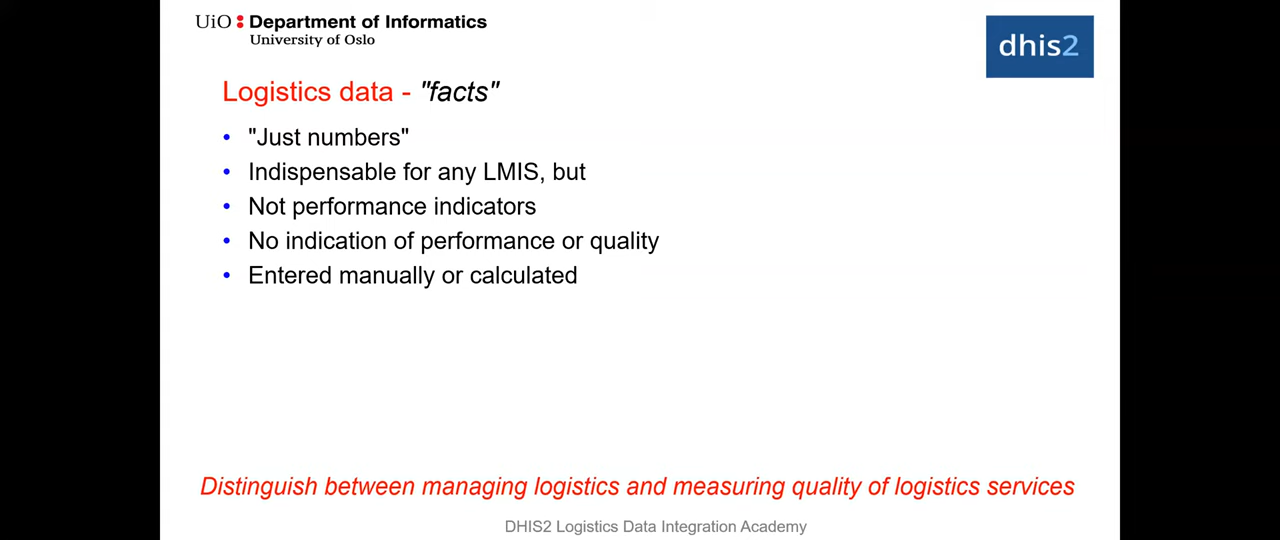 UiO Department of Informatics
University of Oslo
dhis2
Logistics data - "facts"
• "Just numbers"
• Indispensable for any LMIS, but
• Not performance indicators
• No indication of performance or quality
• Entered manually or calculated
Distinguish between managing logistics and measuring quality of logistics services
DHIS2 Logistics Data Integration Academy